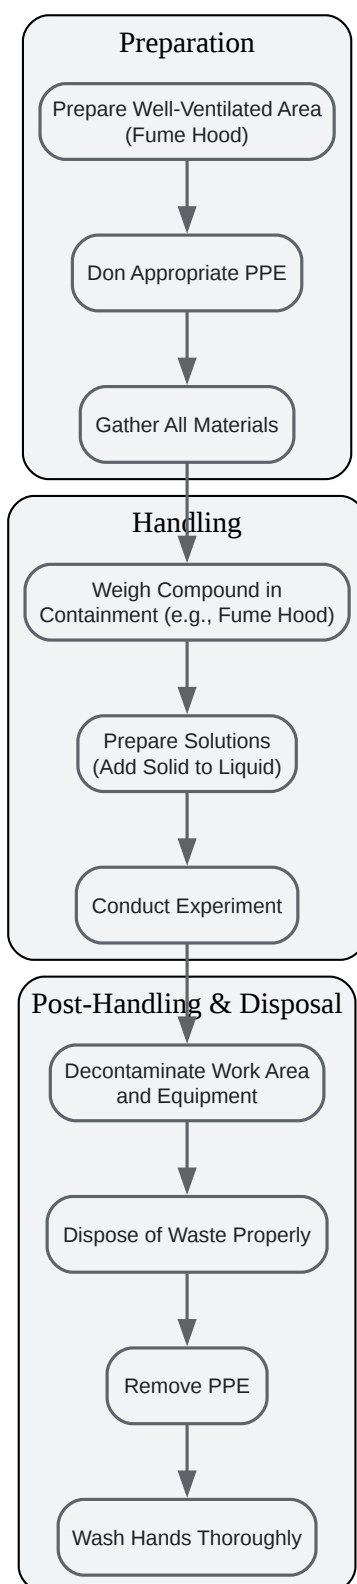 Preparation
Prepare Well-Ventilated Area
(Fume Hood)
Don Appropriate PPE
Gather All Materials
Handling
Weigh Compound in
Containment (e.g., Fume Hood)
Prepare Solutions
(Add Solid to Liquid)
Conduct Experiment
Post-Handling & Disposal
Decontaminate Work Area
and Equipment
Dispose of Waste Properly
Remove PPE
Wash Hands Thoroughly